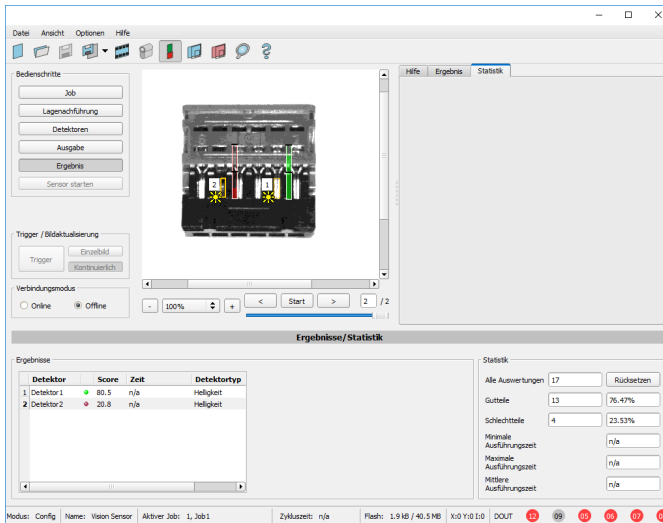 Datei Ansicht Optionen Hilfe
Bedienschritte
Job
Lagenachführung
Detektoren
Ausgabe
Ergebnis
Sensor starten
Trigger / Bildaktualisierung
Trigger
Einzelbild
Kontinuierlich
Verbindungsmodus
Online Offline
2
1
- 100% + < Start > 2 / 2
Hilfe Ergebnis Statistik
Ergebnisse/Statistik
Ergebnisse
Detektor Score Zeit Detektortyp
1 Detektor1 80.5 n/a Helligkeit
2 Detektor2 20.8 n/a Helligkeit
Statistik
Alle Auswertungen 17 Rücksetzen
Gutteile 13 76.47%
Schlechtteile 4 23.53%
Minimale
Ausführungszeit n/a
Maximale
Ausführungszeit n/a
Mittlere
Ausführungszeit n/a
Modus: Config Name: Vision Sensor Aktiver Job: 1, Job1 Zykluszeit: n/a Flash: 1.9 kB / 40.5 MB X:0 Y:0 I:0 DOUT 12 09 05 06 07